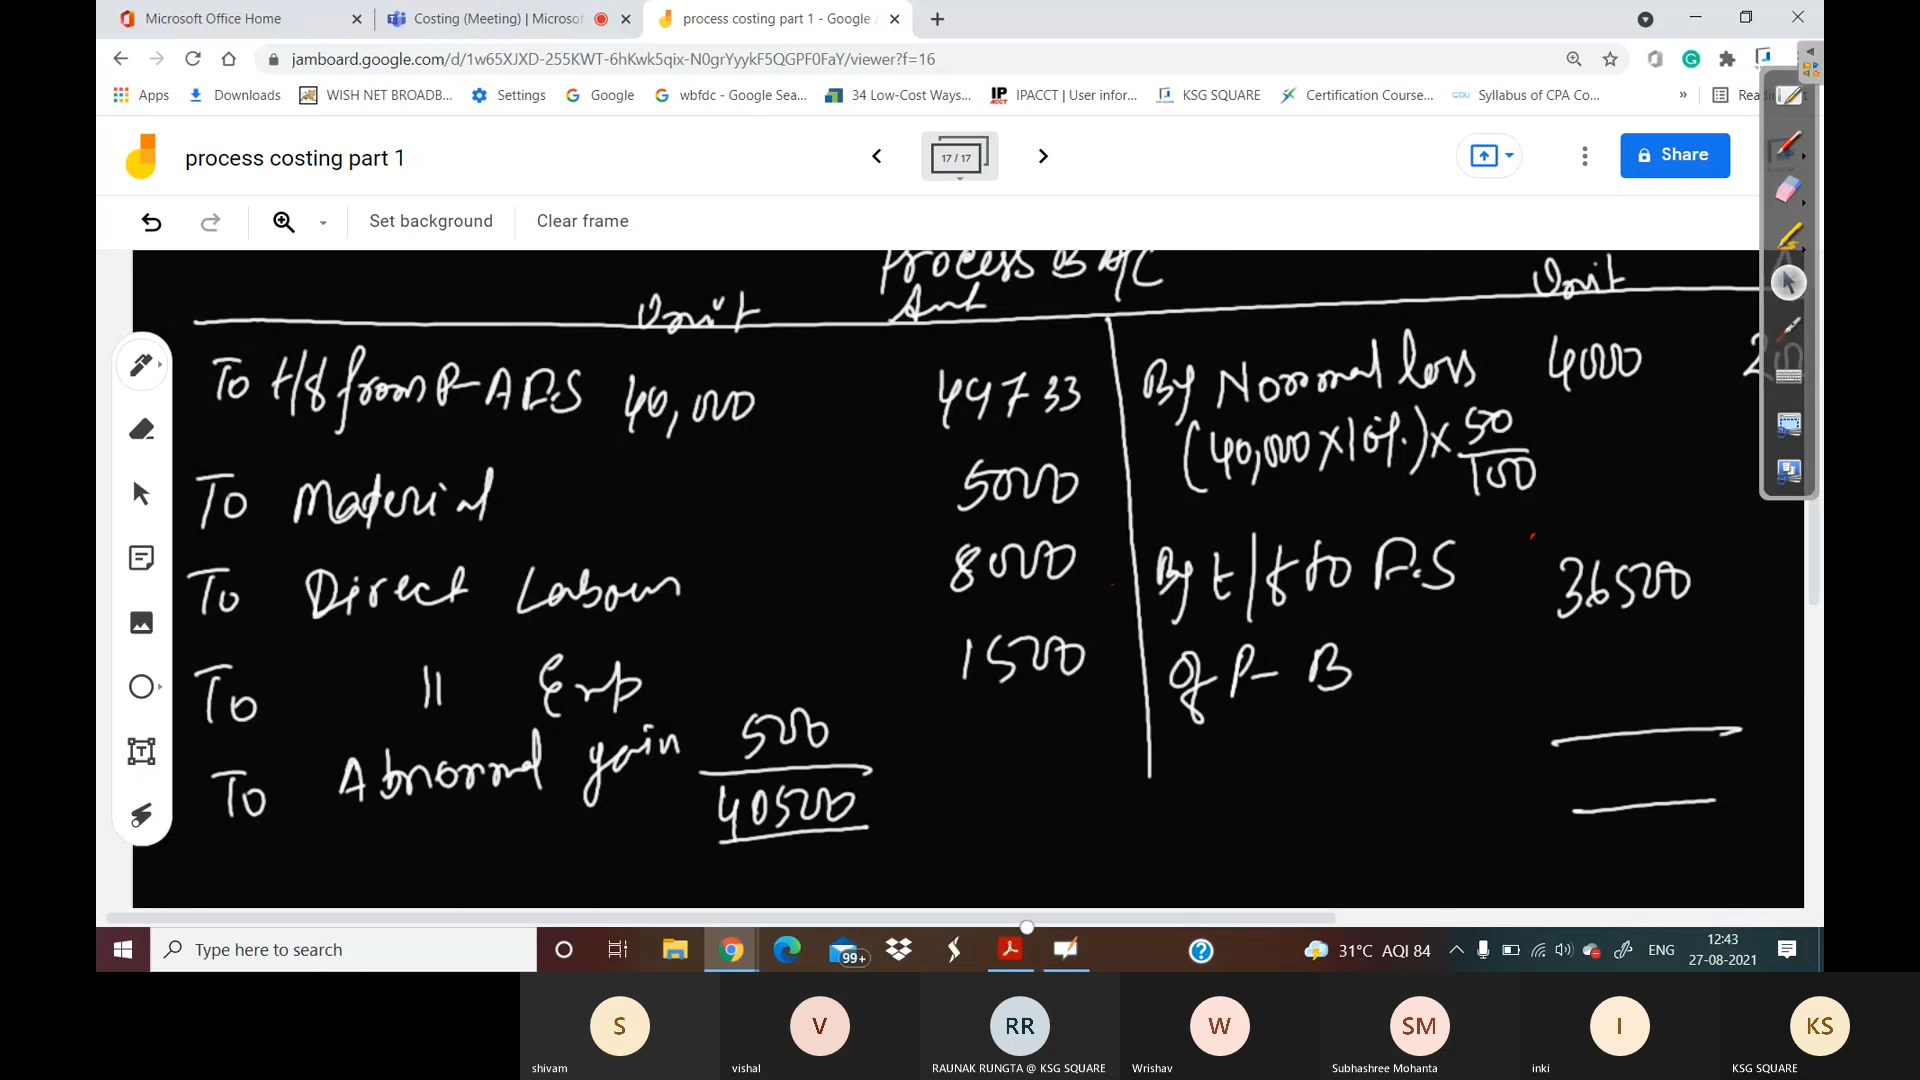 Microsoft Office Home
Costing (Meeting) | Microsof
process costing part 1 - Google J
jamboard.google.com/d/1w65XJXD-255KWT-6hKwk5qix-N0grYyykF5QGPF0FaY/viewer?f=16
Apps
Downloads
WISH NET BROADB...
Settings
Google
wbfdc - Google Sea...
34 Low-Cost Ways...
IPACCT | User infor...
KSG SQUARE
Certification Course...
Syllabus of CPA Co...
»
Readi
process costing part 1
17 / 17
Share
Set background
Clear frame
Process B A/C
Unit Amt Unit
To t/f from P-A D.S 40,000 49733 By Normal loss 4000
(40,000 x 10%.) x 50/100
To Material 5000
To Direct Labour 8000 By t/f to D.S 36500
To 11 Exp 1500 of P- B
To Abnormal gain 500
40500
Type here to search
99+
31°C AQI 84
ENG
12:43
27-08-2021
S
V
RR
W
SM
I
KS
shivam
vishal
RAUNAK RUNGTA @ KSG SQUARE
Wrishav
Subhashree Mohanta
inki
KSG SQUARE